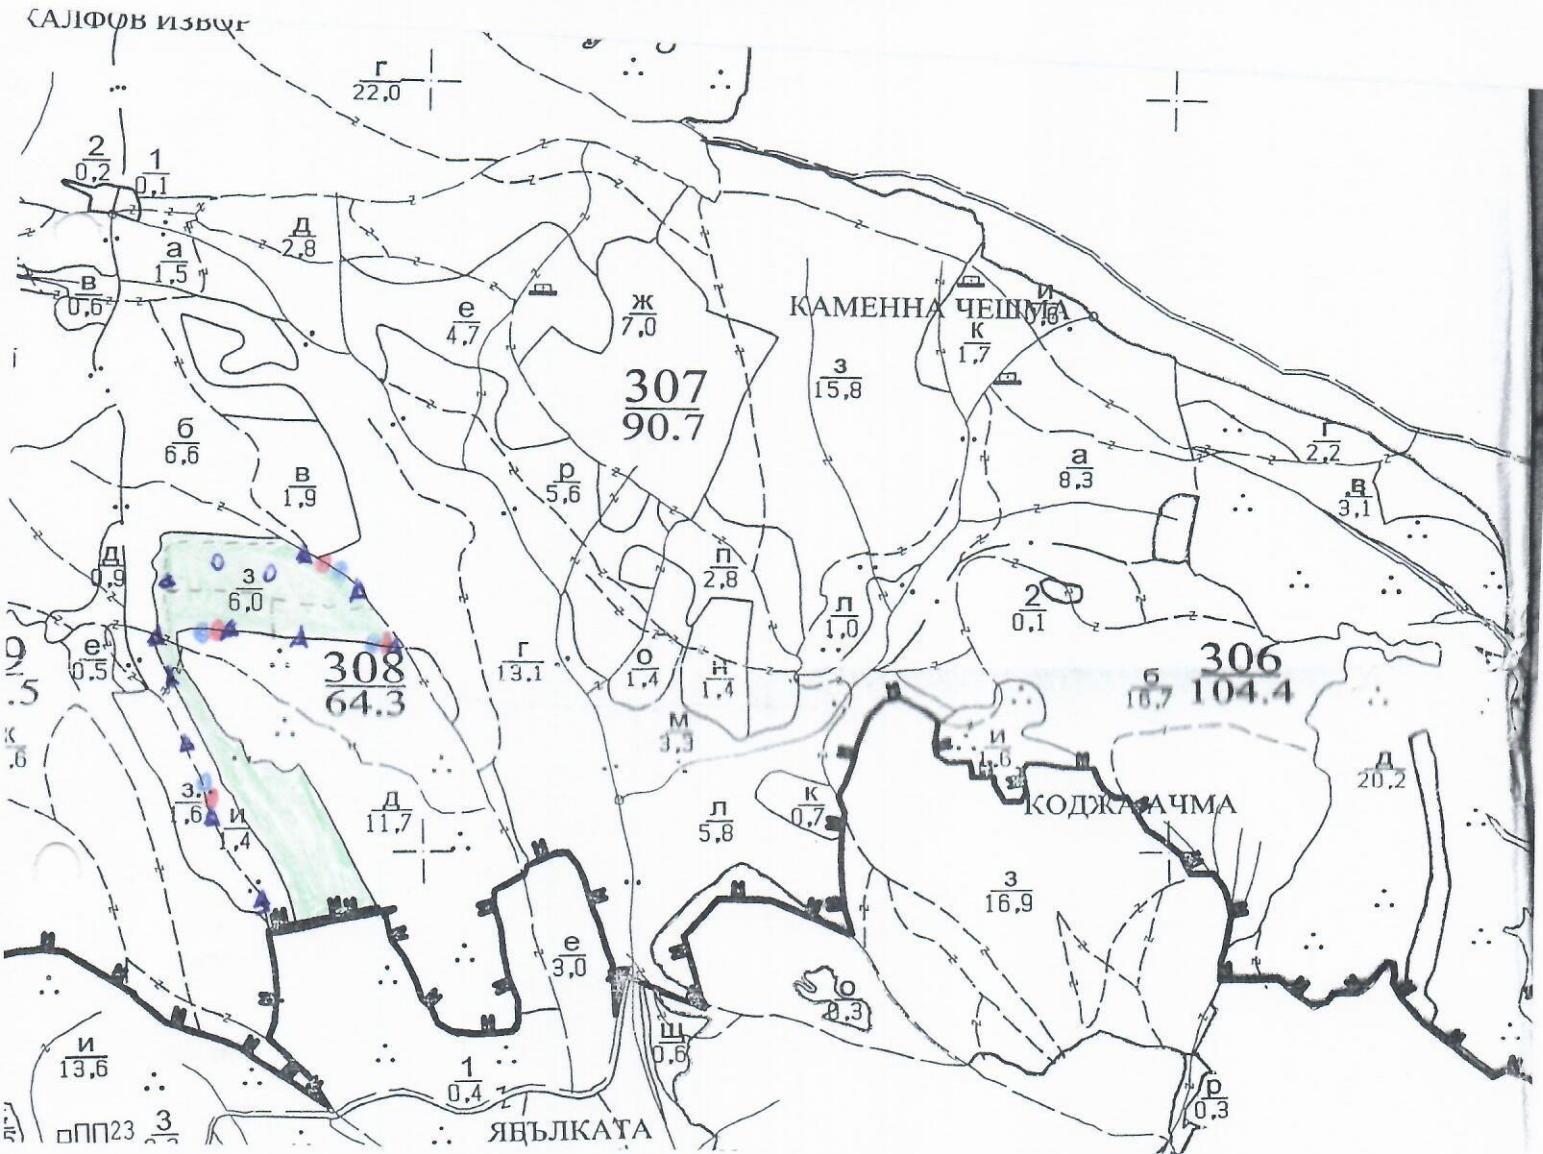 КАЛФОВ ИЗВОР
г
22,0
2
0,2
1
0,1
д
2,8
а
1,5
в
0,6
е
4,7
ж
7,0
КАМЕННА ЧЕШМА
и
к
1,7
з
15,8
307
90.7
б
6,6
в
1,9
р
5,6
а
8,3
г
2,2
в
3,1
д
0,9
з
6,0
п
2,8
л
1,0
2
0,1
е
0,5
308
64.3
г
13.1
о
1,4
н
1,4
б
16,7
306
104.4
м
3,3
и
1,6
д
20,2
з
1,6
и
1,4
д
11,7
л
5,8
к
0,7
КОДЖА АЧМА
з
16,9
е
3,0
о
0,3
щ
0,6
и
13,6
1
0,4
р
0,3
ПП23
3
ЯБЪЛКАТА